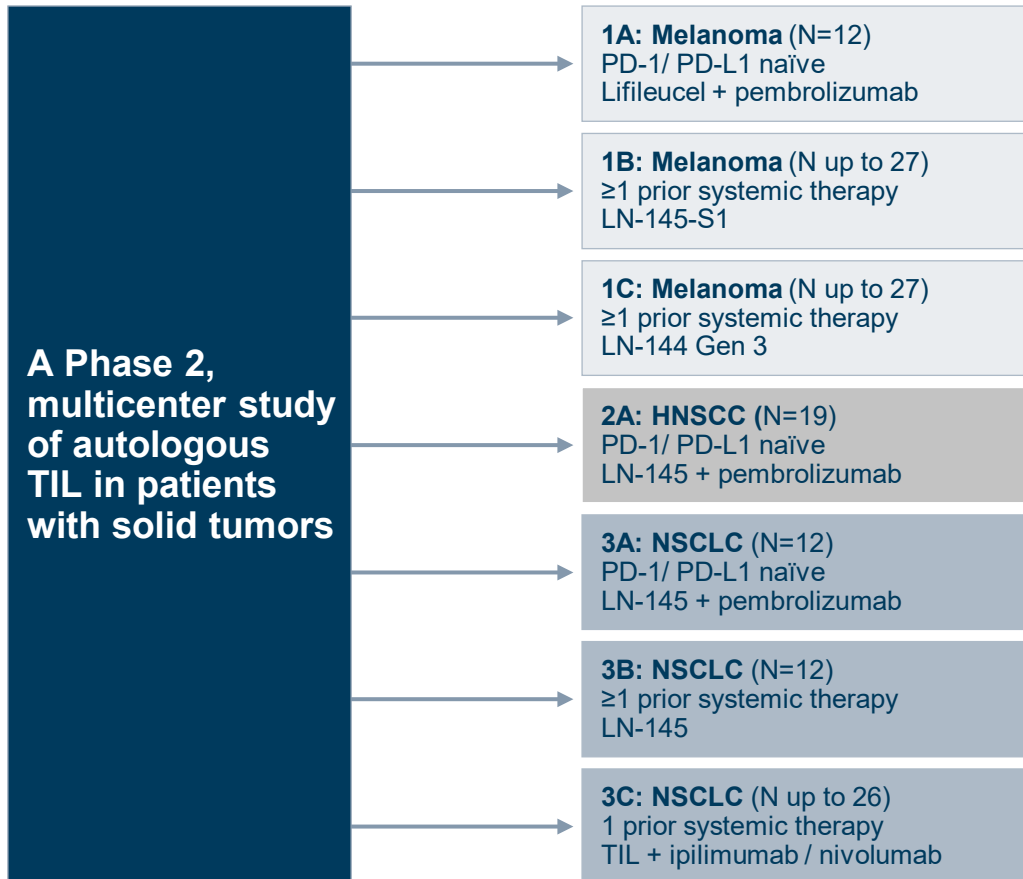 A Phase 2,
multicenter study
of autologous
TIL in patients
with solid tumors
1A: Melanoma (N=12)
PD-1/ PD-L1 naïve
Lifileucel + pembrolizumab
1B: Melanoma (N up to 27)
≥1 prior systemic therapy
LN-145-S1
1C: Melanoma (N up to 27)
≥1 prior systemic therapy
LN-144 Gen 3
2A: HNSCC (N=19)
PD-1/ PD-L1 naïve
LN-145 + pembrolizumab
3A: NSCLC (N=12)
PD-1/ PD-L1 naïve
LN-145 + pembrolizumab
3B: NSCLC (N=12)
≥1 prior systemic therapy
LN-145
3C: NSCLC (N up to 26)
1 prior systemic therapy
TIL + ipilimumab / nivolumab